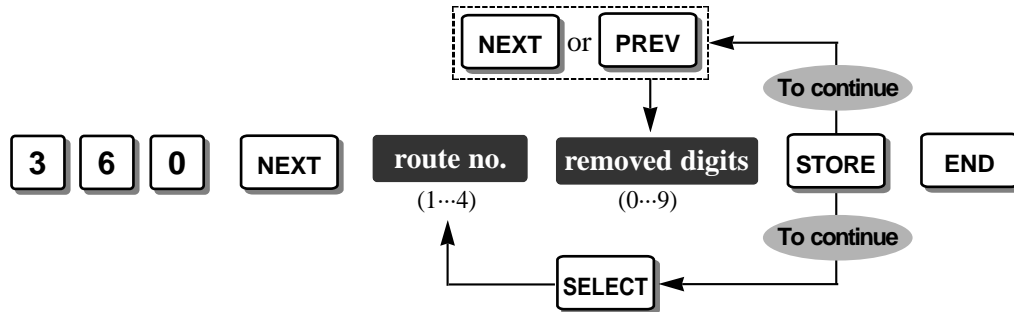 NEXT or PREV
To continue
3 6 0 NEXT route no. removed digits STORE END
(1···4) (0···9)
To continue
SELECT